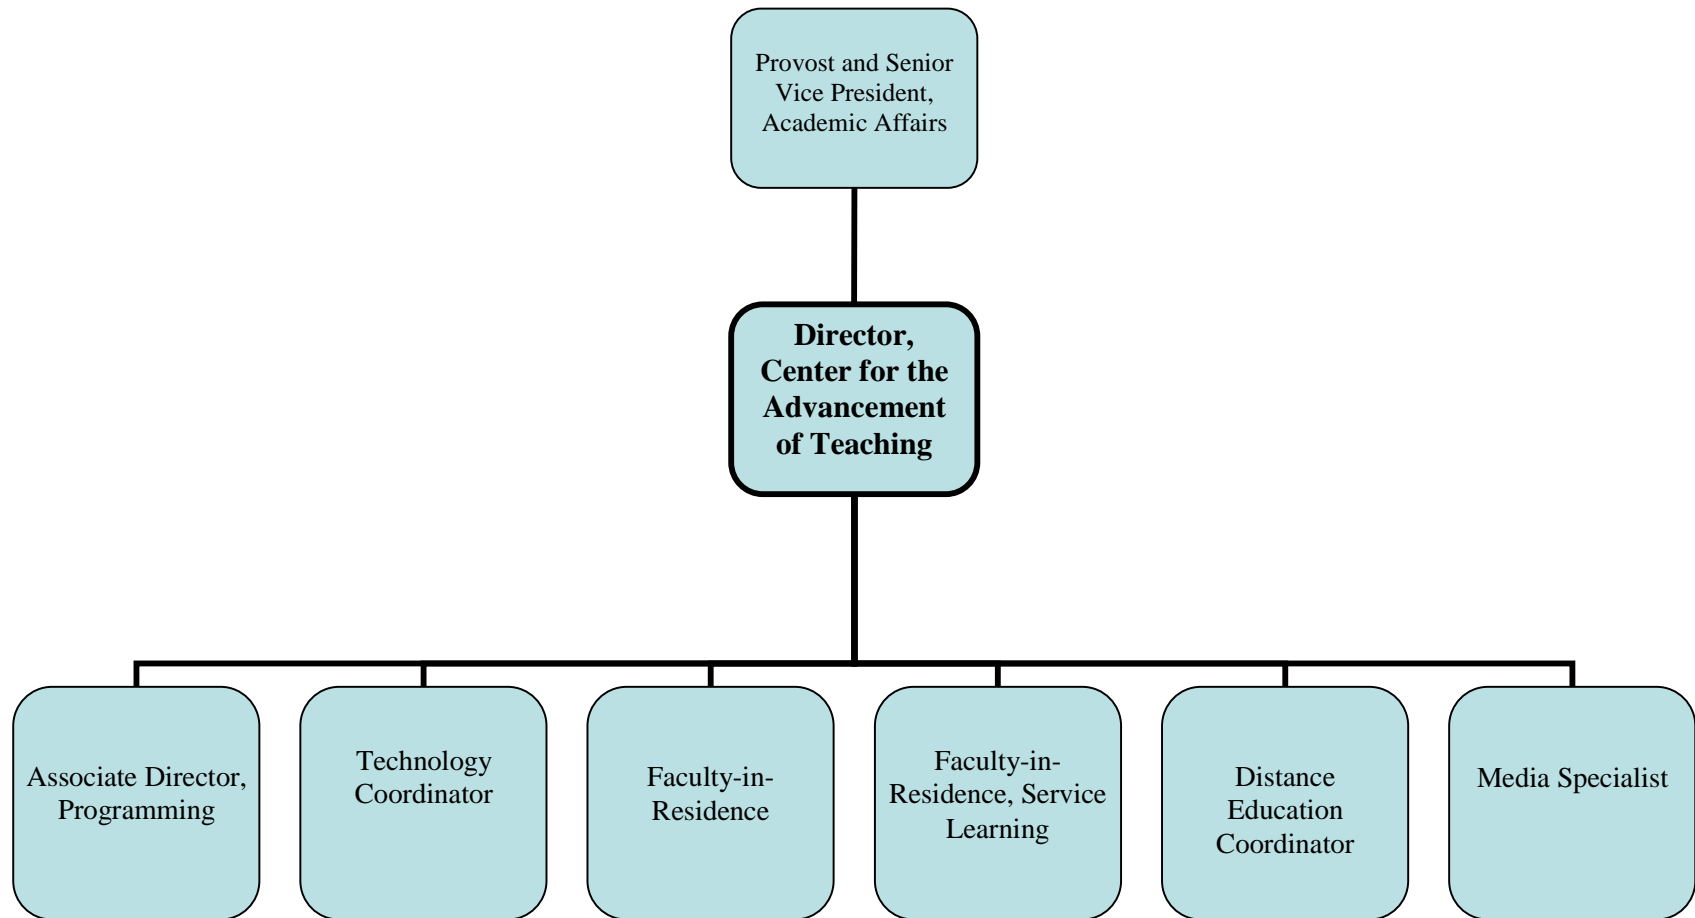 Provost and Senior
Vice President,
Academic Affairs
Director,
Center for the
Advancement
of Teaching
Associate Director,
Programming
Technology
Coordinator
Faculty-in-
Residence
Faculty-in-
Residence, Service
Learning
Distance
Education
Coordinator
Media Specialist